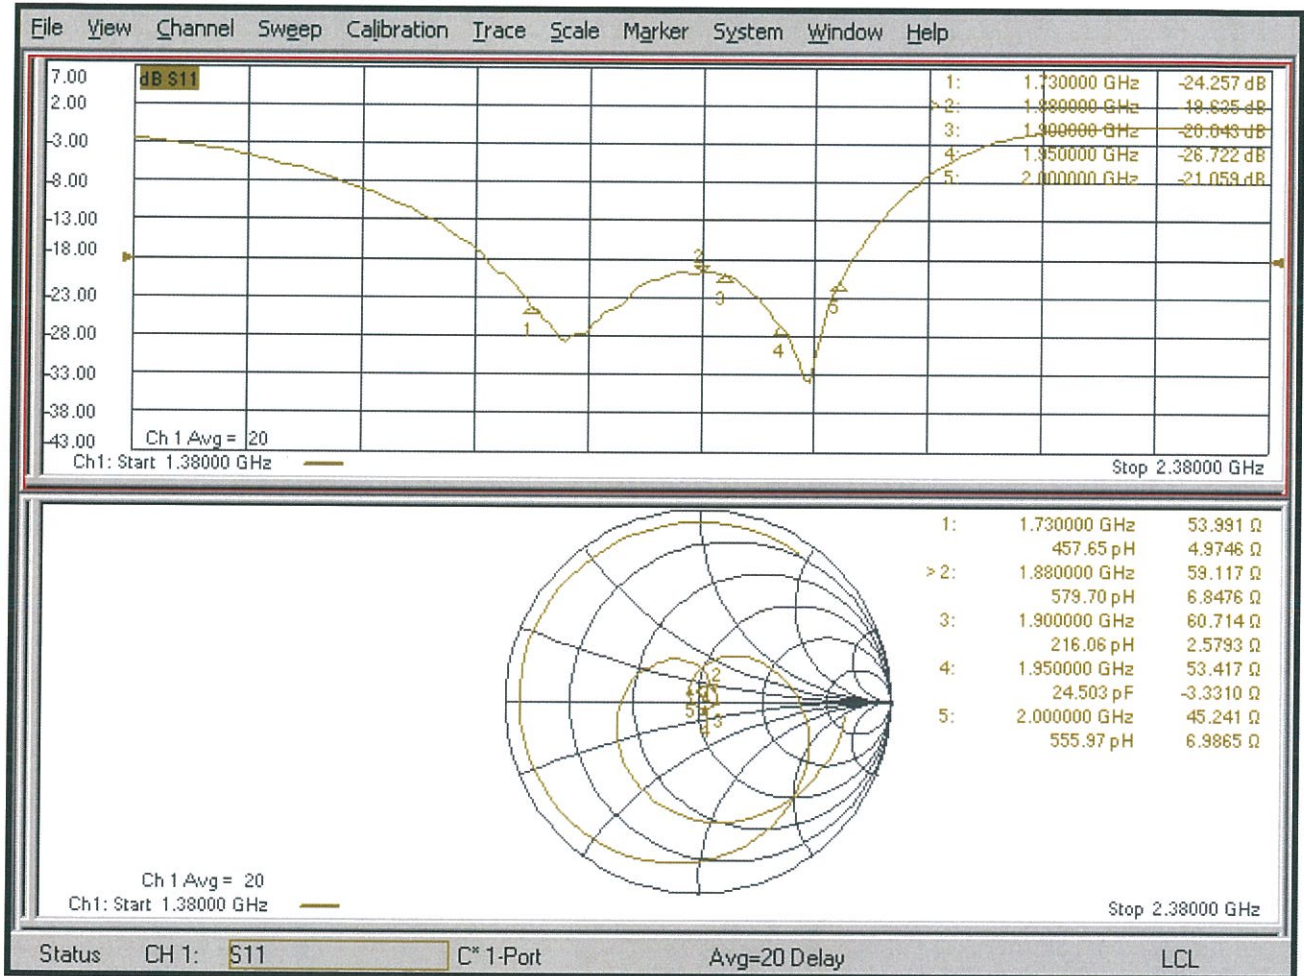 File View Channel Sweep Calibration Trace Scale Marker System Window Help
7.00
2.00
-3.00
-8.00
-13.00
-18.00
-23.00
-28.00
-33.00
-38.00
-43.00
dB S11
1: 1.730000 GHz -24.257 dB
> 2: 1.880000 GHz -19.635 dB
3: 1.900000 GHz -20.043 dB
4: 1.950000 GHz -26.722 dB
5: 2.000000 GHz -21.059 dB
2
1
3
4
5
Ch 1 Avg = 20
Ch1: Start 1.38000 GHz
Stop 2.38000 GHz
1: 1.730000 GHz 53.991 Ω
457.65 pH 4.9746 Ω
> 2: 1.880000 GHz 59.117 Ω
579.70 pH 6.8476 Ω
3: 1.900000 GHz 60.714 Ω
216.06 pH 2.5793 Ω
4: 1.950000 GHz 53.417 Ω
24.503 pF -3.3310 Ω
5: 2.000000 GHz 45.241 Ω
555.97 pH 6.9865 Ω
2
1
5
3
4
Ch 1 Avg = 20
Ch1: Start 1.38000 GHz
Stop 2.38000 GHz
Status CH 1: S11 C* 1-Port Avg=20 Delay LCL